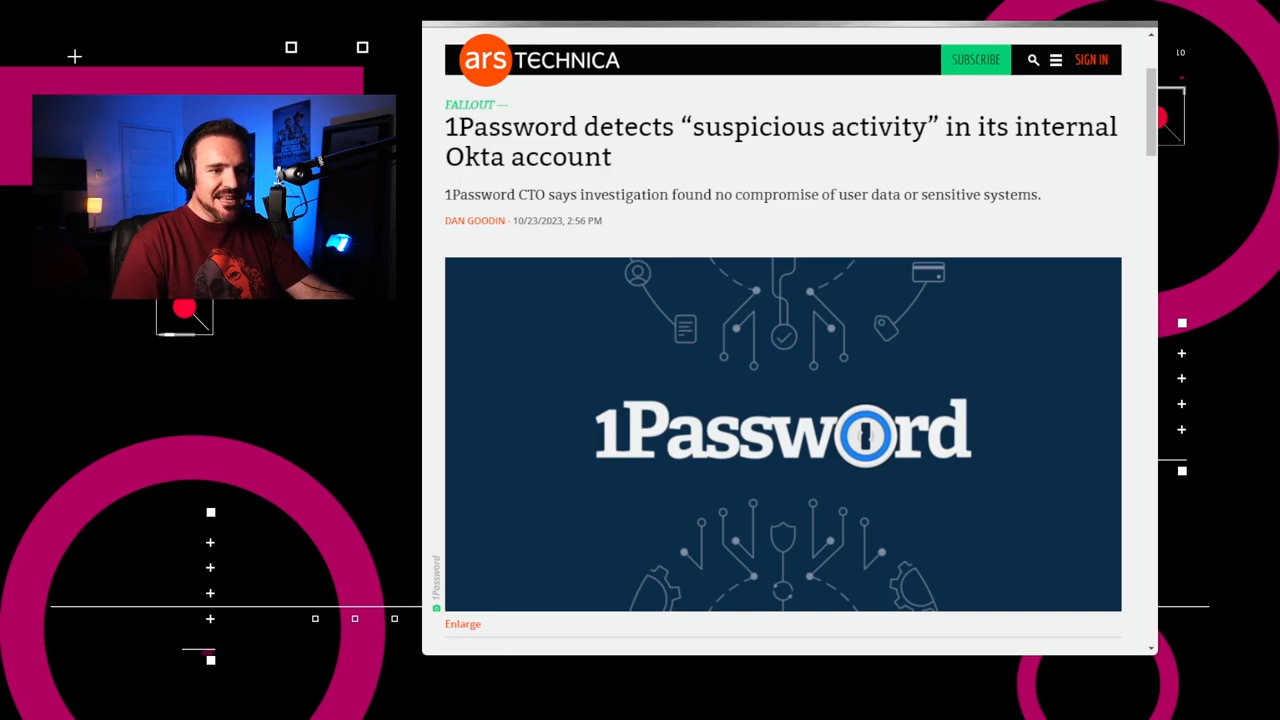 ars TECHNICA
SUBSCRIBE
SIGN IN
FALLOUT —
1Password detects “suspicious activity” in its internal
Okta account
1Password CTO says investigation found no compromise of user data or sensitive systems.
DAN GOODIN - 10/23/2023, 2:56 PM
1Password
1Password
Enlarge
10